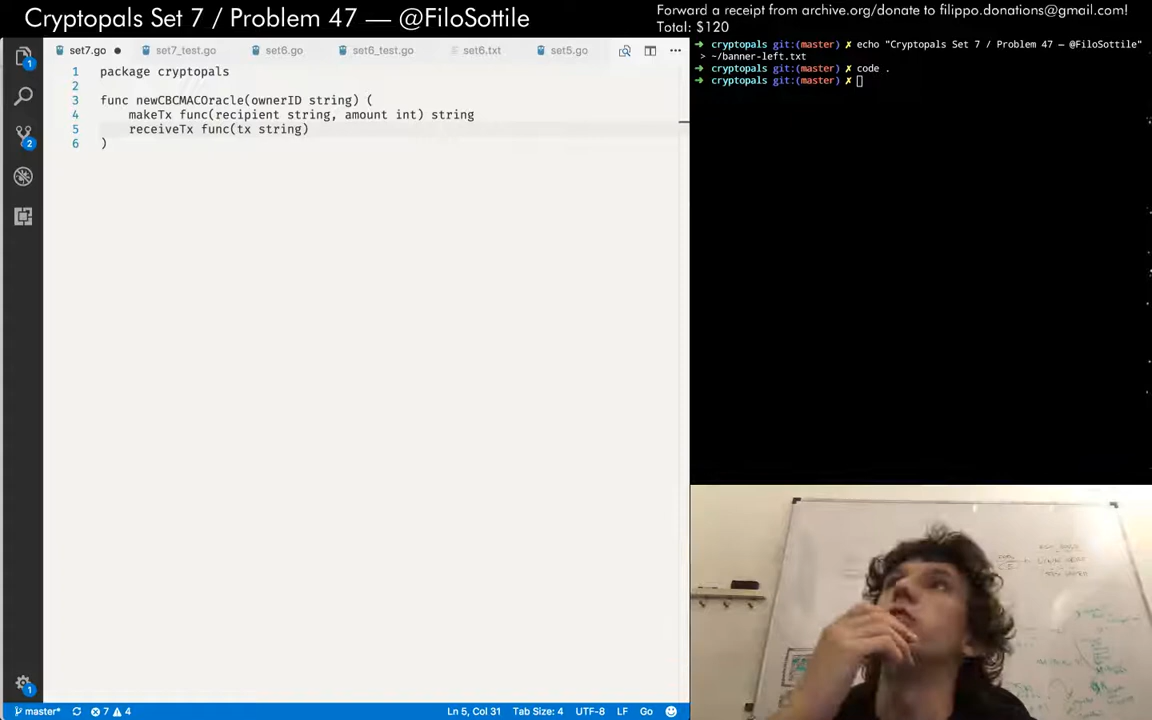 Cryptopals Set 7 / Problem 47 — @FiloSottile
Forward a receipt from archive.org/donate to filippo.donations@gmail.com!
Total: $120
set7.go
set7_test.go
set6.go
set6_test.go
set6.txt
set5.go
1 package cryptopals
2
3 func newCBCMACOracle(ownerID string) (
4 makeTx func(recipient string, amount int) string
5 receiveTx func(tx string)
6 )
➜ cryptopals git:(master) ✗ echo "Cryptopals Set 7 / Problem 47 — @FiloSottile"
> ~/banner-left.txt
➜ cryptopals git:(master) ✗ code .
➜ cryptopals git:(master) ✗
1
2
1
master* 7 4 Ln 5, Col 31 Tab Size: 4 UTF-8 LF Go